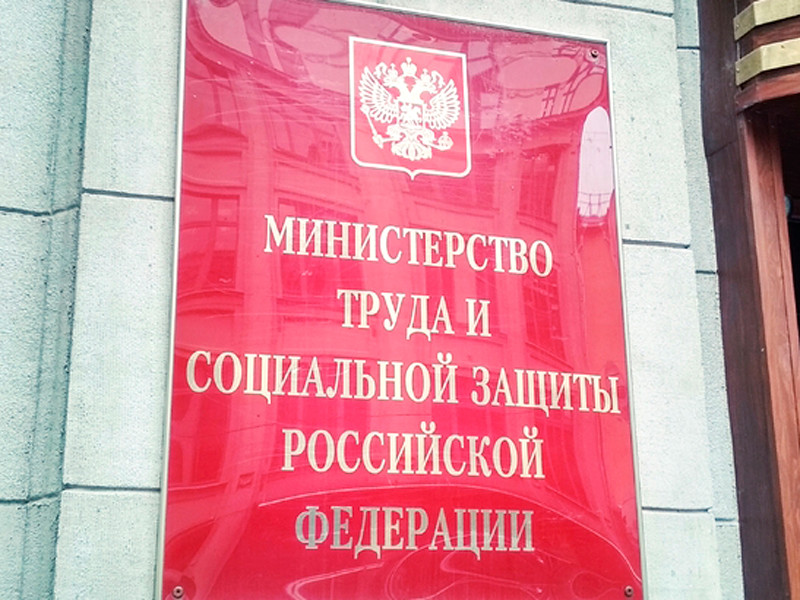 МИНИСТЕРСТВО
ТРУДА И
СОЦИАЛЬНОЙ ЗАЩИТЫ
РОССИЙСКОЙ
ФЕДЕРАЦИИ